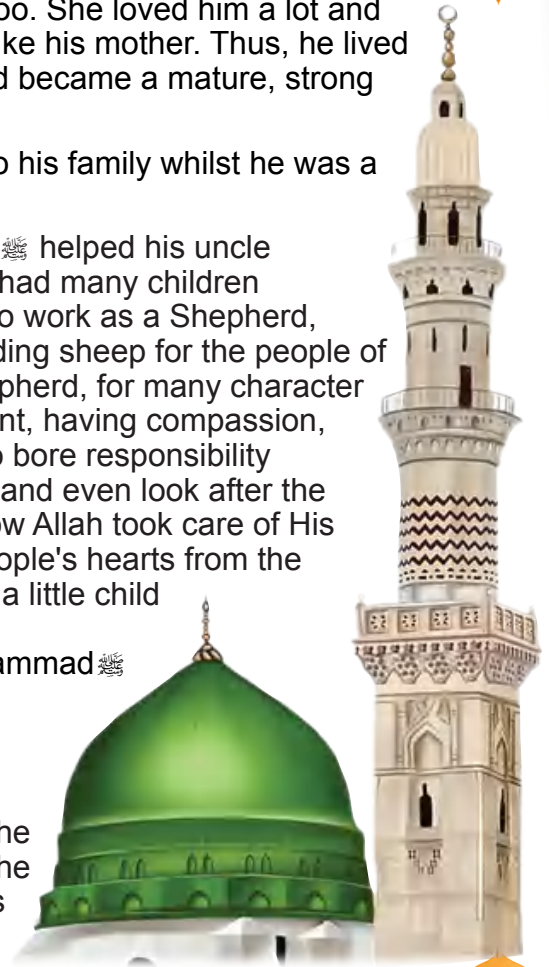 oo. She loved him a lot and
ke his mother. Thus, he lived
d became a mature, strong
o his family whilst he was a
ﷺ helped his uncle
had many children
o work as a Shepherd,
ding sheep for the people of
pherd, for many character
nt, having compassion,
o bore responsibility
and even look after the
ow Allah took care of His
ople's hearts from the
a little child
ammad ﷺ
he
he
s